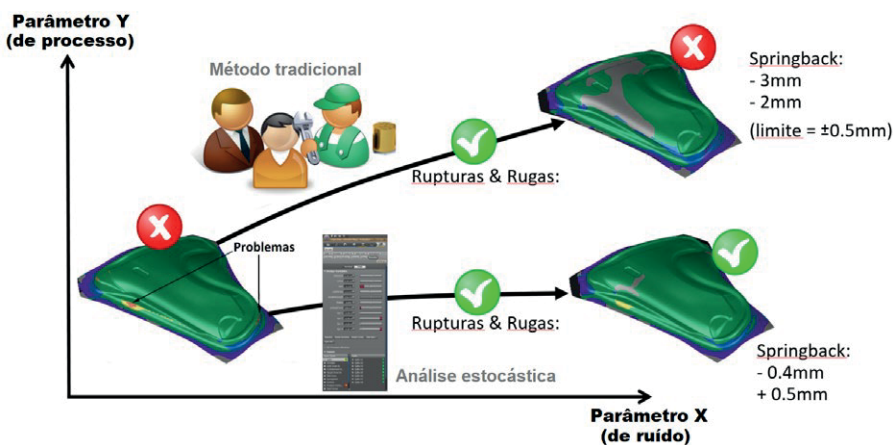 Parâmetro Y
(de processo)
Método tradicional
Springback:
- 3mm
- 2mm
(limite = ±0.5mm)
Rupturas & Rugas:
Problemas
Rupturas & Rugas:
Análise estocástica
Springback:
- 0.4mm
+ 0.5mm
Parâmetro X
(de ruído)